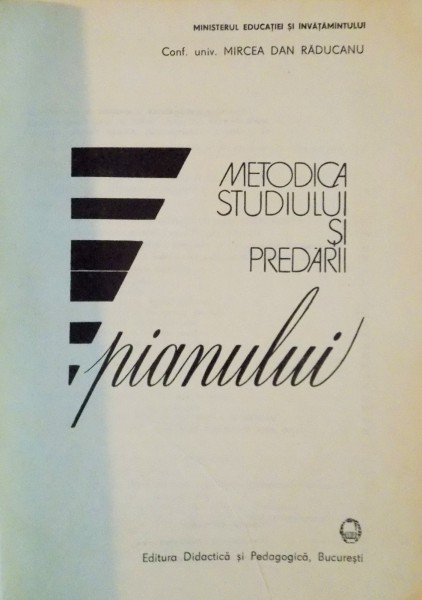 MINISTERUL EDUCAȚIEI ȘI ÎNVĂȚĂMÎNTULUI
Conf. univ. MIRCEA DAN RĂDUCANU
METODICA
STUDIULUI
ȘI
PREDĂRII
pianului
Editura Didactică și Pedagogică, București